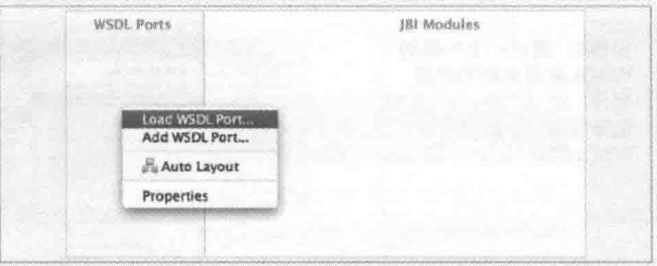 WSDL Ports
JBI Modules
Load WSDL Port...
Add WSDL Port...
Auto Layout
Properties